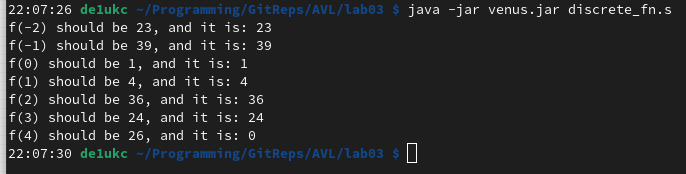 22:07:26 de1ukc ~/Programming/GitReps/AVL/lab03 $ java -jar venus.jar discrete_fn.s
f(-2) should be 23, and it is: 23
f(-1) should be 39, and it is: 39
f(0) should be 1, and it is: 1
f(1) should be 4, and it is: 4
f(2) should be 36, and it is: 36
f(3) should be 24, and it is: 24
f(4) should be 26, and it is: 0
22:07:30 de1ukc ~/Programming/GitReps/AVL/lab03 $